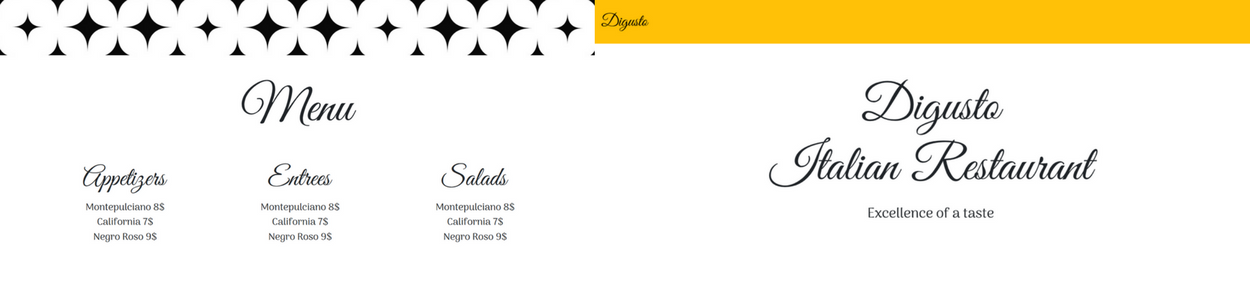 Menu
Appetizers
Montepulciano 8$
California 7$
Negro Roso 9$
Entrees
Montepulciano 8$
California 7$
Negro Roso 9$
Salads
Montepulciano 8$
California 7$
Negro Roso 9$
Digusto
Digusto
Italian Restaurant
Excellence of a taste